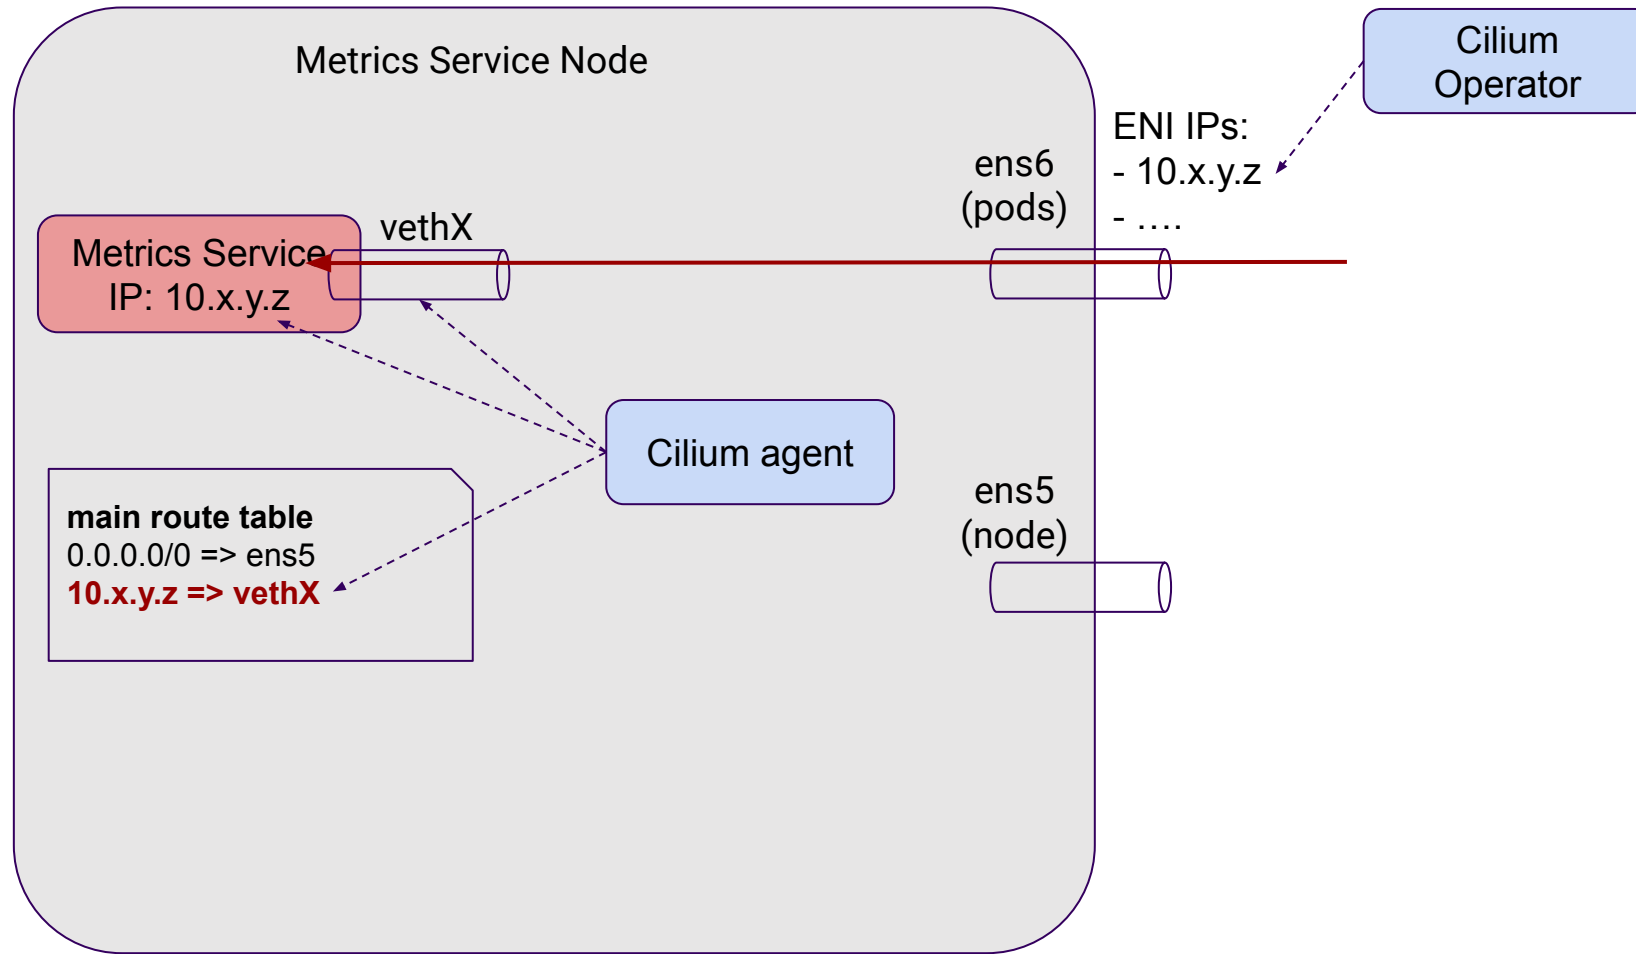 Metrics Service Node
Cilium
Operator
ENI IPs:
- 10.x.y.z
- ....
ens6
(pods)
vethX
Metrics Service
IP: 10.x.y.z
Cilium agent
main route table
0.0.0.0/0 => ens5
10.x.y.z => vethX
ens5
(node)